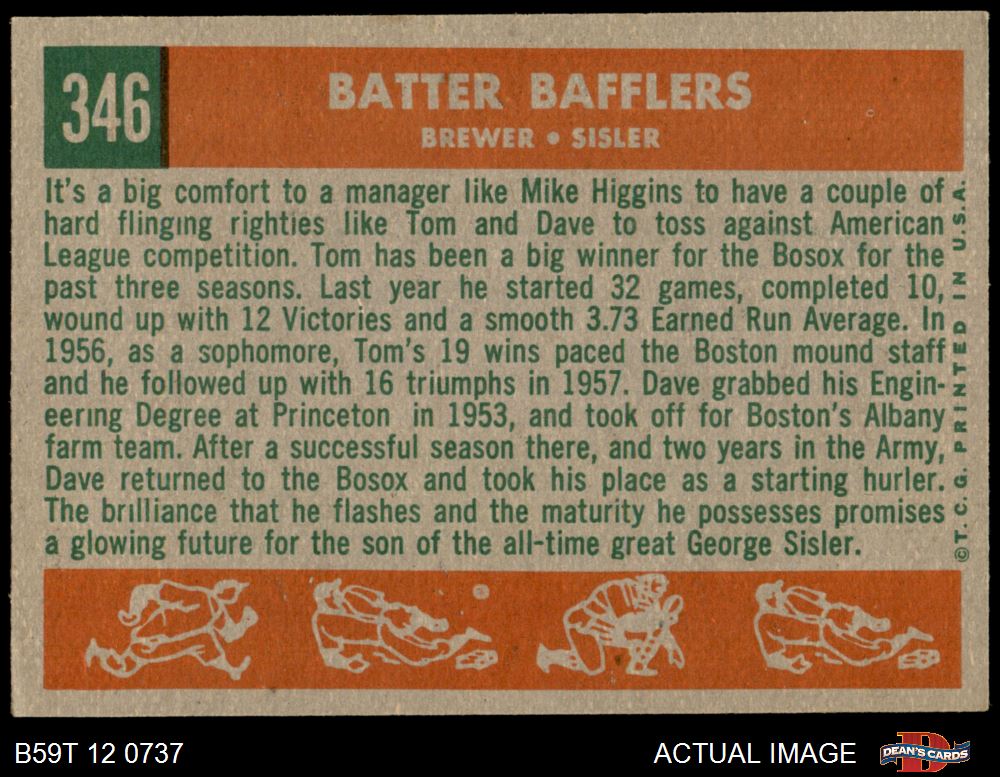 346
BATTER BAFFLERS
BREWER • SISLER
It's a big comfort to a manager like Mike Higgins to have a couple of
hard flinging righties like Tom and Dave to toss against American
League competition. Tom has been a big winner for the Bosox for the
past three seasons. Last year he started 32 games, completed 10,
wound up with 12 Victories and a smooth 3.73 Earned Run Average. In
1956, as a sophomore, Tom's 19 wins paced the Boston mound staff
and he followed up with 16 triumphs in 1957. Dave grabbed his Engin-
eering Degree at Princeton in 1953, and took off for Boston's Albany
farm team. After a successful season there, and two years in the Army,
Dave returned to the Bosox and took his place as a starting hurler.
The brilliance that he flashes and the maturity he possesses promises
a glowing future for the son of the all-time great George Sisler.
©T. C. G. PRINTED IN U.S.A.
B59T 12 0737
ACTUAL IMAGE
D
DEAN'S CARDS